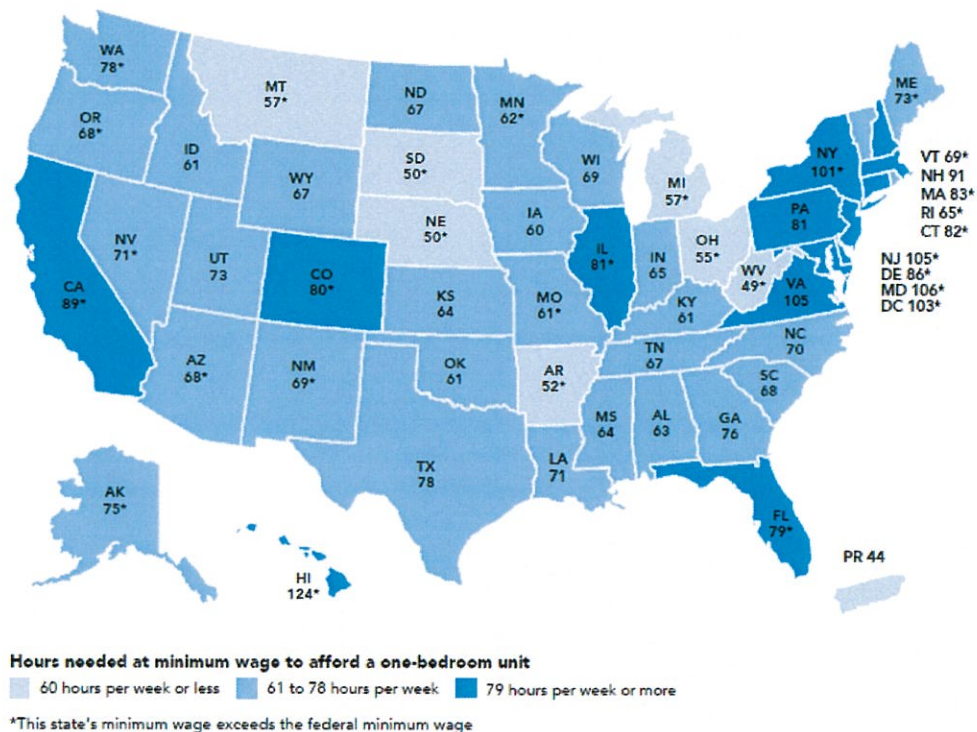 WA
78*
MT
57*
ND
67
MN
62*
ME
73*
OR
68*
ID
61
SD
50*
WI
69
NY
101*
VT 69*
NH 91
MA 83*
RI 65*
CT 82*
WY
67
MI
57*
NE
50*
IA
60
PA
81
NV
71*
UT
73
CO
80*
IL
81*
IN
65
OH
55*
NJ 105*
DE 86*
MD 106*
DC 103*
CA
89*
KS
64
MO
61*
WV
49*
VA
105
KY
61
NC
70
AZ
68*
NM
69*
OK
61
AR
52*
TN
67
SC
68
MS
64
AL
63
GA
76
TX
78
LA
71
AK
75*
FL
79*
HI
124*
PR 44
Hours needed at minimum wage to afford a one-bedroom unit
60 hours per week or less
61 to 78 hours per week
79 hours per week or more
*This state's minimum wage exceeds the federal minimum wage